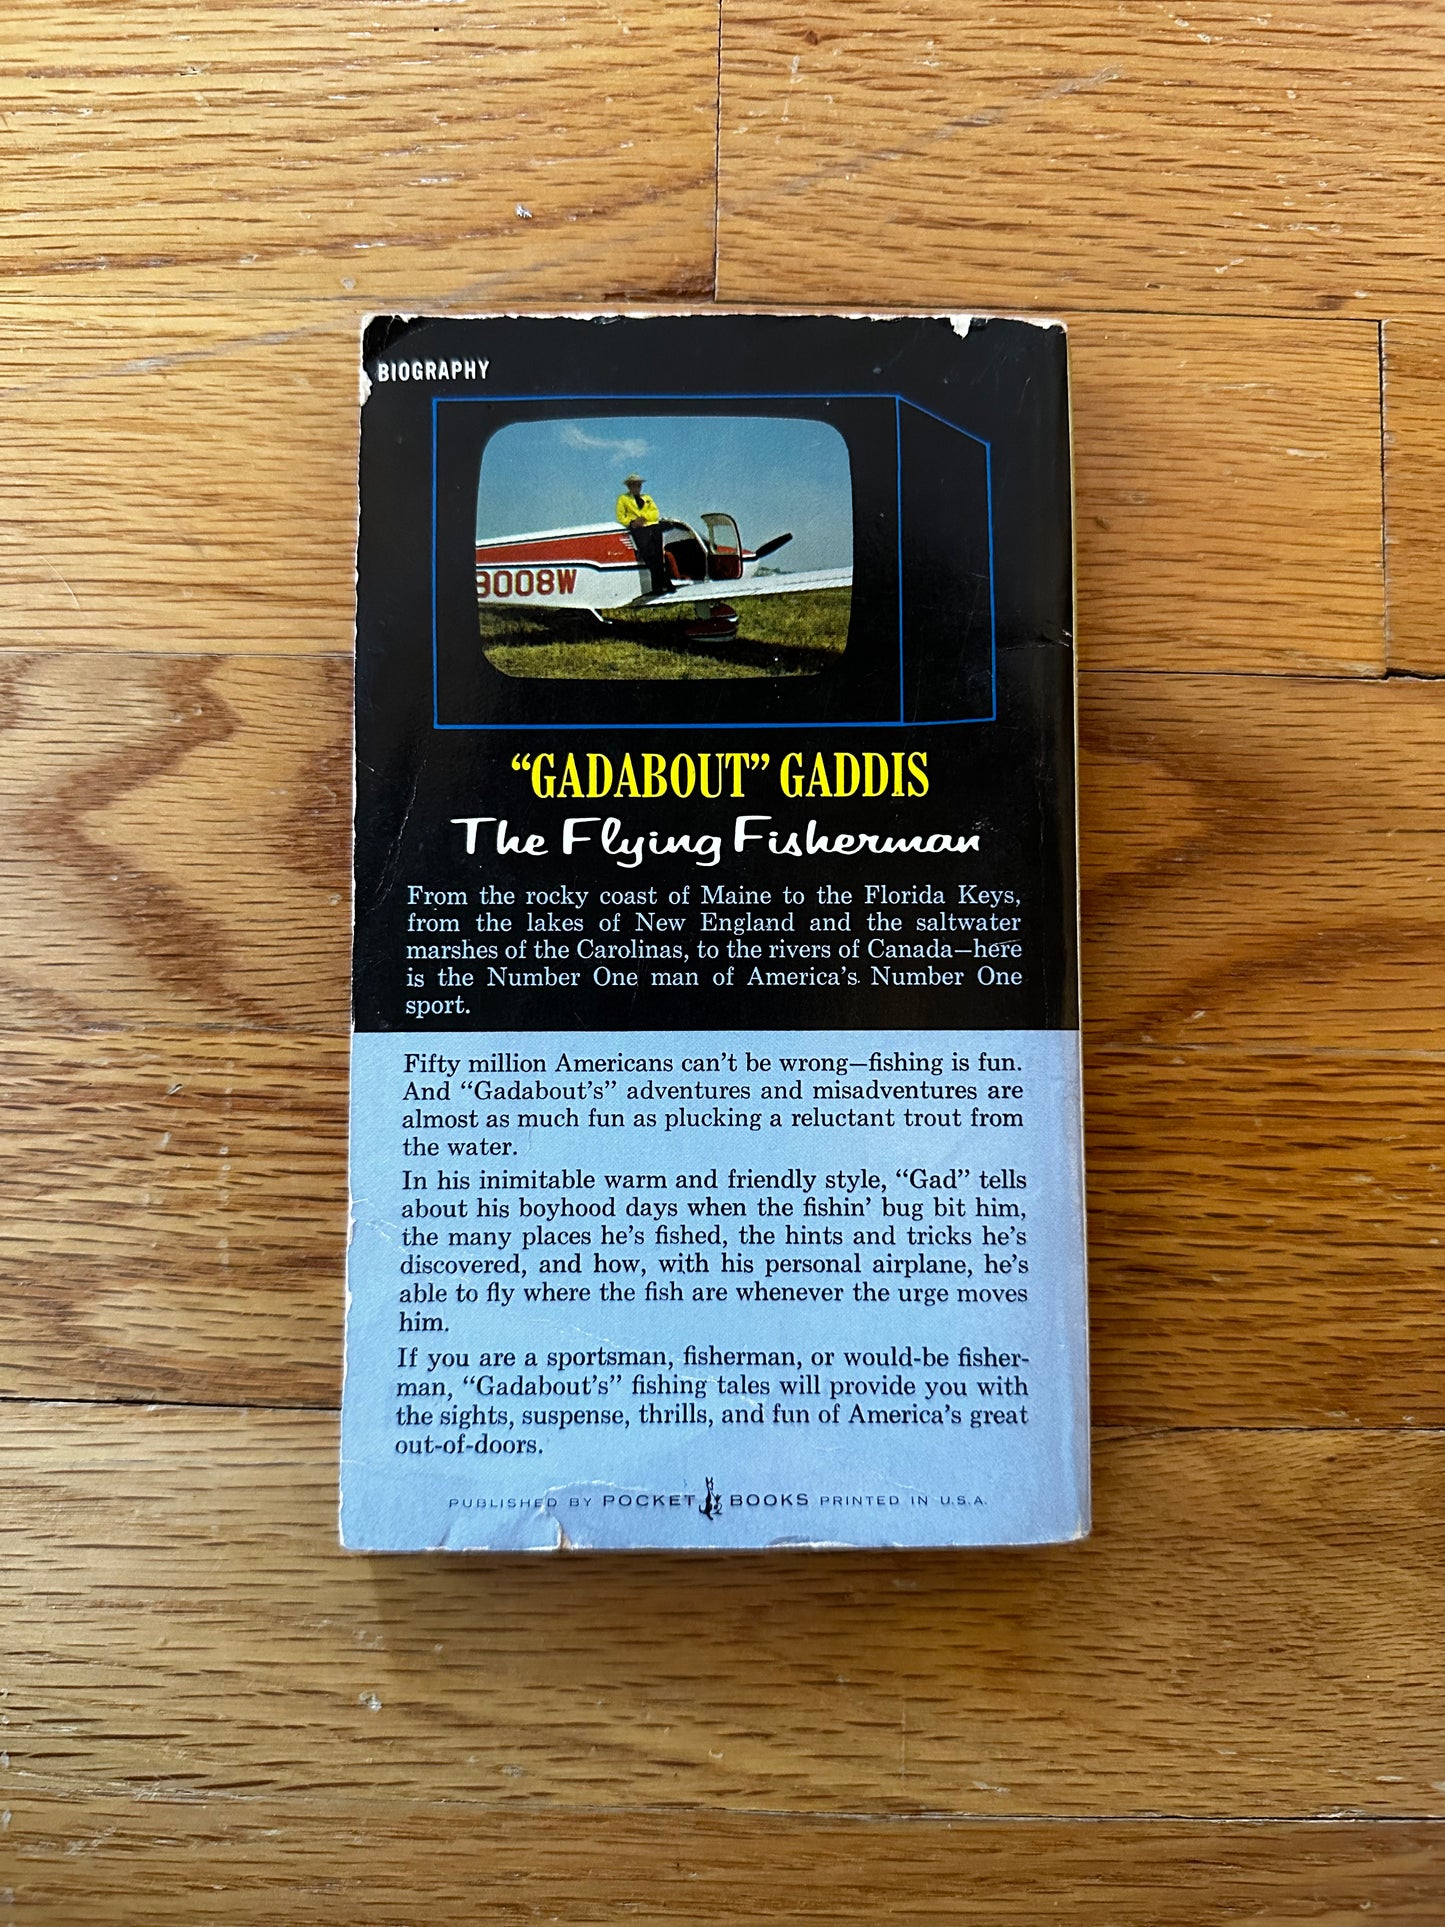 BIOGRAPHY
9008W
“GADABOUT” GADDIS
The Flying Fisherman
From the rocky coast of Maine to the Florida Keys,
from the lakes of New England and the saltwater
marshes of the Carolinas, to the rivers of Canada—here
is the Number One man of America's Number One
sport.
Fifty million Americans can't be wrong—fishing is fun.
And “Gadabout's” adventures and misadventures are
almost as much fun as plucking a reluctant trout from
the water.
In his inimitable warm and friendly style, “Gad” tells
about his boyhood days when the fishin' bug bit him,
the many places he's fished, the hints and tricks he's
discovered, and how, with his personal airplane, he's
able to fly where the fish are whenever the urge moves
him.
If you are a sportsman, fisherman, or would-be fisher-
man, “Gadabout's” fishing tales will provide you with
the sights, suspense, thrills, and fun of America's great
out-of-doors.
PUBLISHED BY POCKET BOOKS PRINTED IN U.S.A.